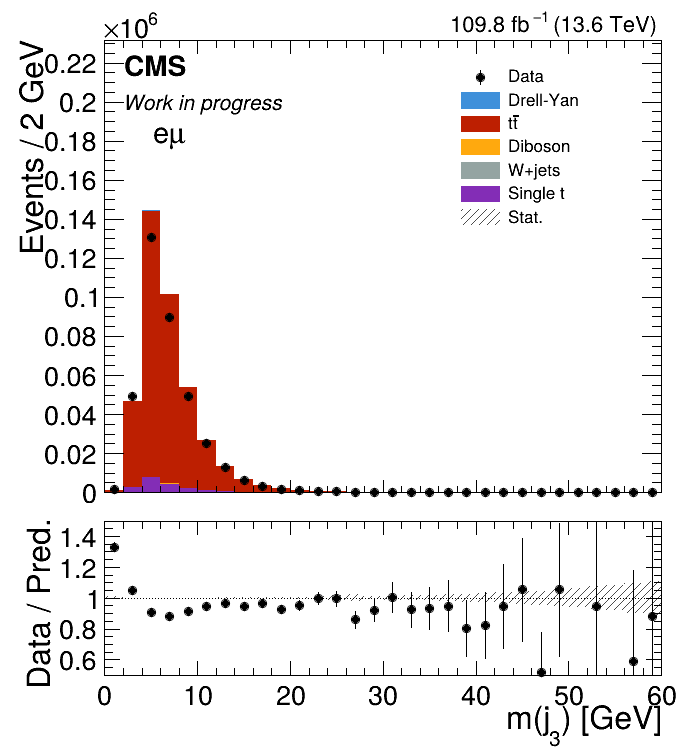 ×10⁶
109.8 fb⁻¹ (13.6 TeV)
CMS
Work in progress
eμ
Data
Drell-Yan
tt̅
Diboson
W+jets
Single t
Stat.
Events / 2 GeV
0.22
0.2
0.18
0.16
0.14
0.12
0.1
0.08
0.06
0.04
0.02
0
Data / Pred.
1.4
1.2
1
0.8
0.6
0 10 20 30 40 50 60
m(j₃) [GeV]